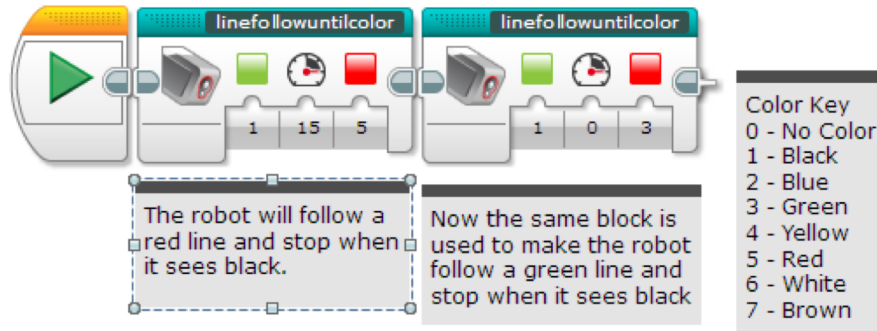 linefollowuntilcolor
linefollowuntilcolor
1 15 5
1 0 3
The robot will follow a
red line and stop when
it sees black.
Now the same block is
used to make the robot
follow a green line and
stop when it sees black
Color Key
0 - No Color
1 - Black
2 - Blue
3 - Green
4 - Yellow
5 - Red
6 - White
7 - Brown